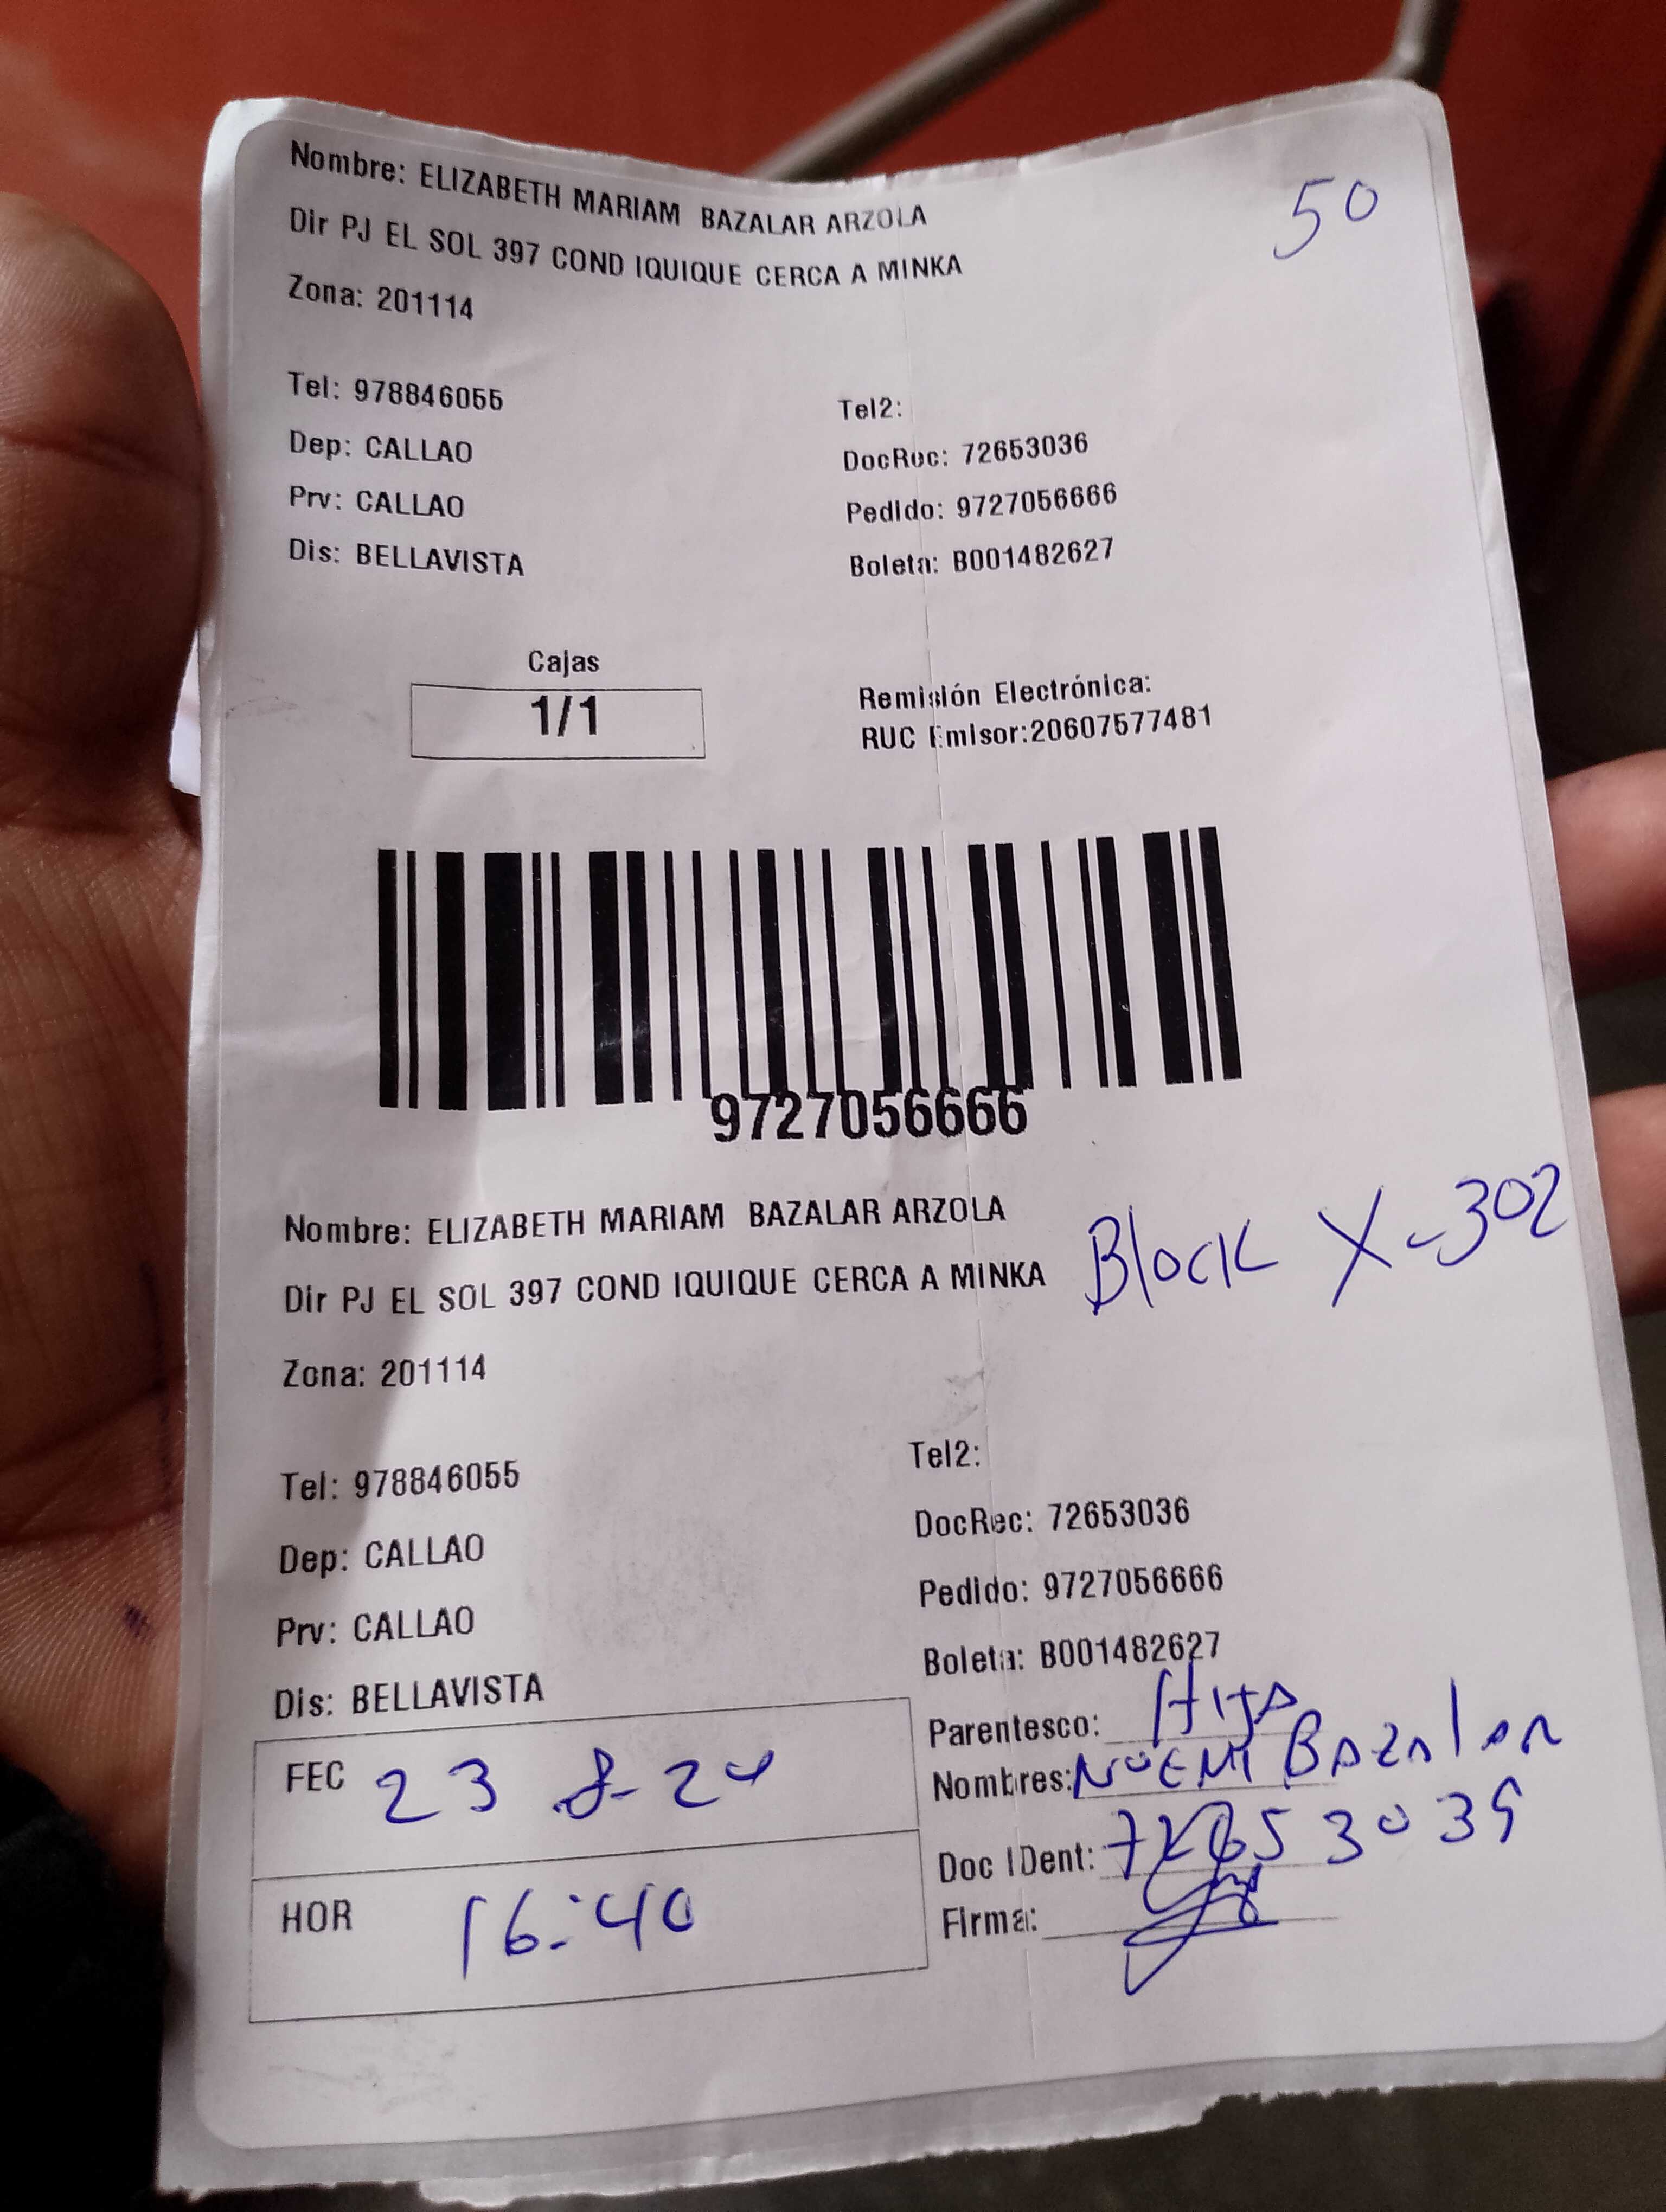 50
Nombre: ELIZABETH MARIAM BAZALAR ARZOLA
Dir PJ EL SOL 397 COND IQUIQUE CERCA A MINKA
Zona: 201114
Tel: 978846055 Tel2:
Dep: CALLAO DocRec: 72653036
Prv: CALLAO Pedido: 9727056666
Dis: BELLAVISTA Boleta: B001482627
Cajas
1/1
Remisión Electrónica:
RUC Emisor:20607577481
9727056666
Nombre: ELIZABETH MARIAM BAZALAR ARZOLA
Dir PJ EL SOL 397 COND IQUIQUE CERCA A MINKA Block X-302
Zona: 201114
Tel: 978846055 Tel2:
Dep: CALLAO DocRec: 72653036
Prv: CALLAO Pedido: 9727056666
Dis: BELLAVISTA Boleta: B001482627
Parentesco: HIJA
FEC 23 8-24 Nombres: NOEMI BAZALAR
Doc IDent:
HOR 16:40 Firma: